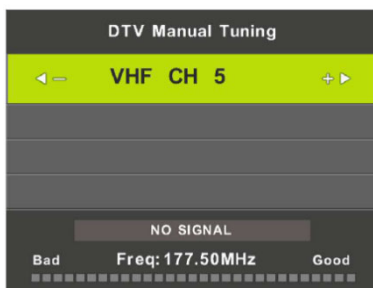 DTV Manual Tuning
VHF CH 5
NO SIGNAL
Bad Freq: 177.50MHz Good